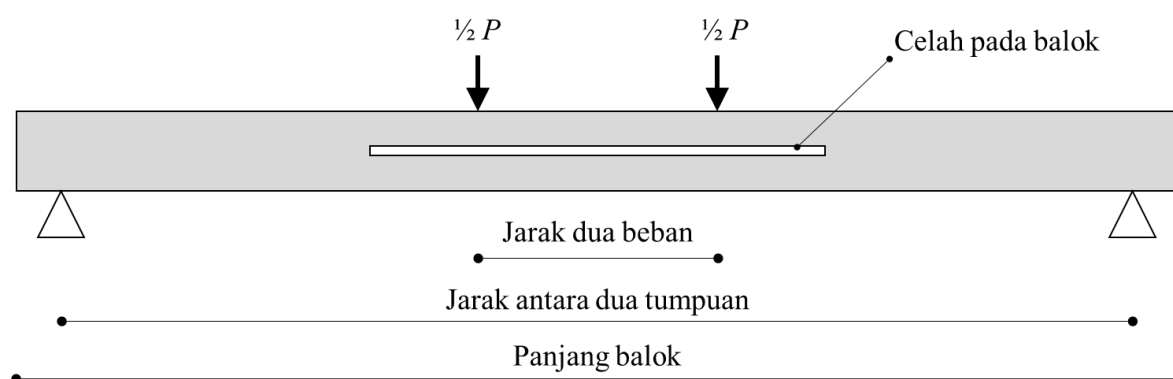 ½ P
½ P
Celah pada balok
Jarak dua beban
Jarak antara dua tumpuan
Panjang balok